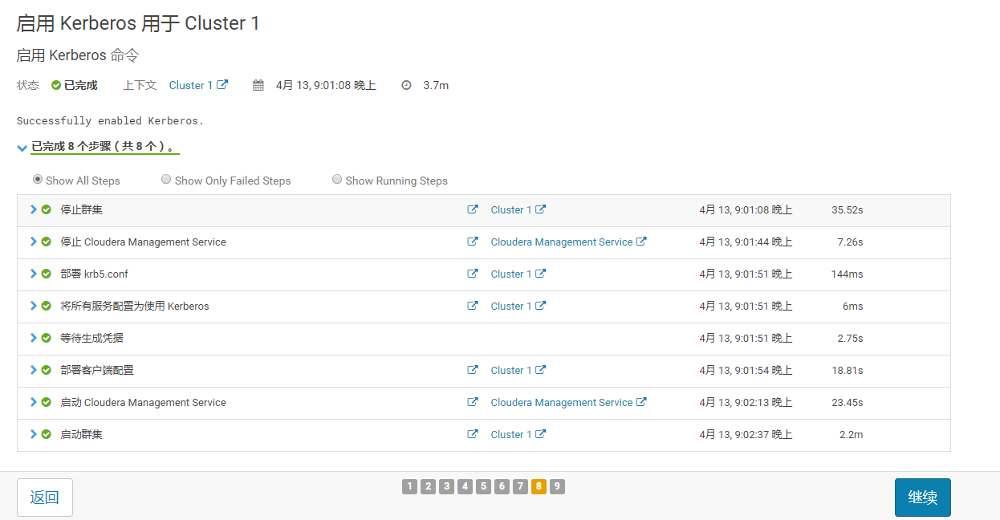 启用 Kerberos 用于 Cluster 1
启用 Kerberos 命令
状态 已完成 上下文 Cluster 1 4月 13, 9:01:08 晚上 3.7m
Successfully enabled Kerberos.
已完成 8 个步骤（共 8 个）。
Show All Steps Show Only Failed Steps Show Running Steps
停止群集 Cluster 1 4月 13, 9:01:08 晚上 35.52s
停止 Cloudera Management Service Cloudera Management Service 4月 13, 9:01:44 晚上 7.26s
部署 krb5.conf Cluster 1 4月 13, 9:01:51 晚上 144ms
将所有服务配置为使用 Kerberos Cluster 1 4月 13, 9:01:51 晚上 6ms
等待生成凭据 4月 13, 9:01:51 晚上 2.75s
部署客户端配置 Cluster 1 4月 13, 9:01:54 晚上 18.81s
启动 Cloudera Management Service Cloudera Management Service 4月 13, 9:02:13 晚上 23.45s
启动群集 Cluster 1 4月 13, 9:02:37 晚上 2.2m
返回 1 2 3 4 5 6 7 8 9 继续